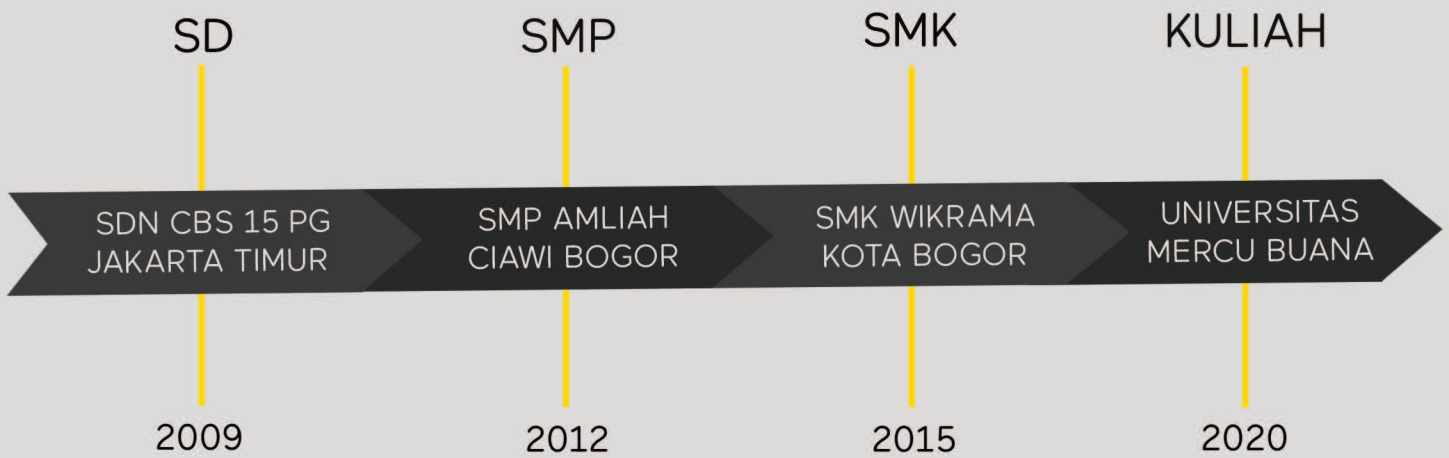 SD
SMP
SMK
KULIAH
SDN CBS 15 PG
JAKARTA TIMUR
SMP AMLIAH
CIAWI BOGOR
SMK WIKRAMA
KOTA BOGOR
UNIVERSITAS
MERCU BUANA
2009
2012
2015
2020